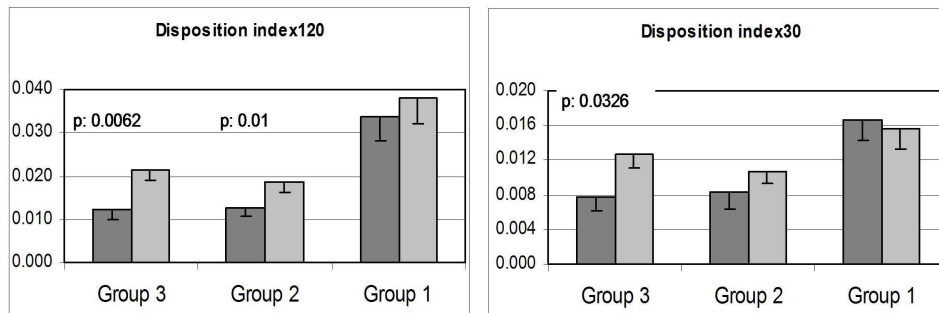 Disposition index120
0.040
0.030
0.020
0.010
0.000
p: 0.0062
p: 0.01
Group 3
Group 2
Group 1
Disposition index30
0.020
0.016
0.012
0.008
0.004
0.000
p: 0.0326
Group 3
Group 2
Group 1